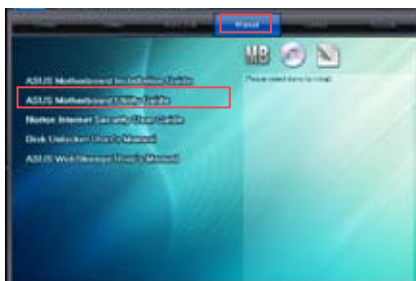 Manual
MB
Please select items to install.
ASUS Motherboard Installation Guide
ASUS Motherboard Utility Guide
Norton Internet Security User Guide
Disk Unlocker User's Manual
ASUS WebStorage User's Manual